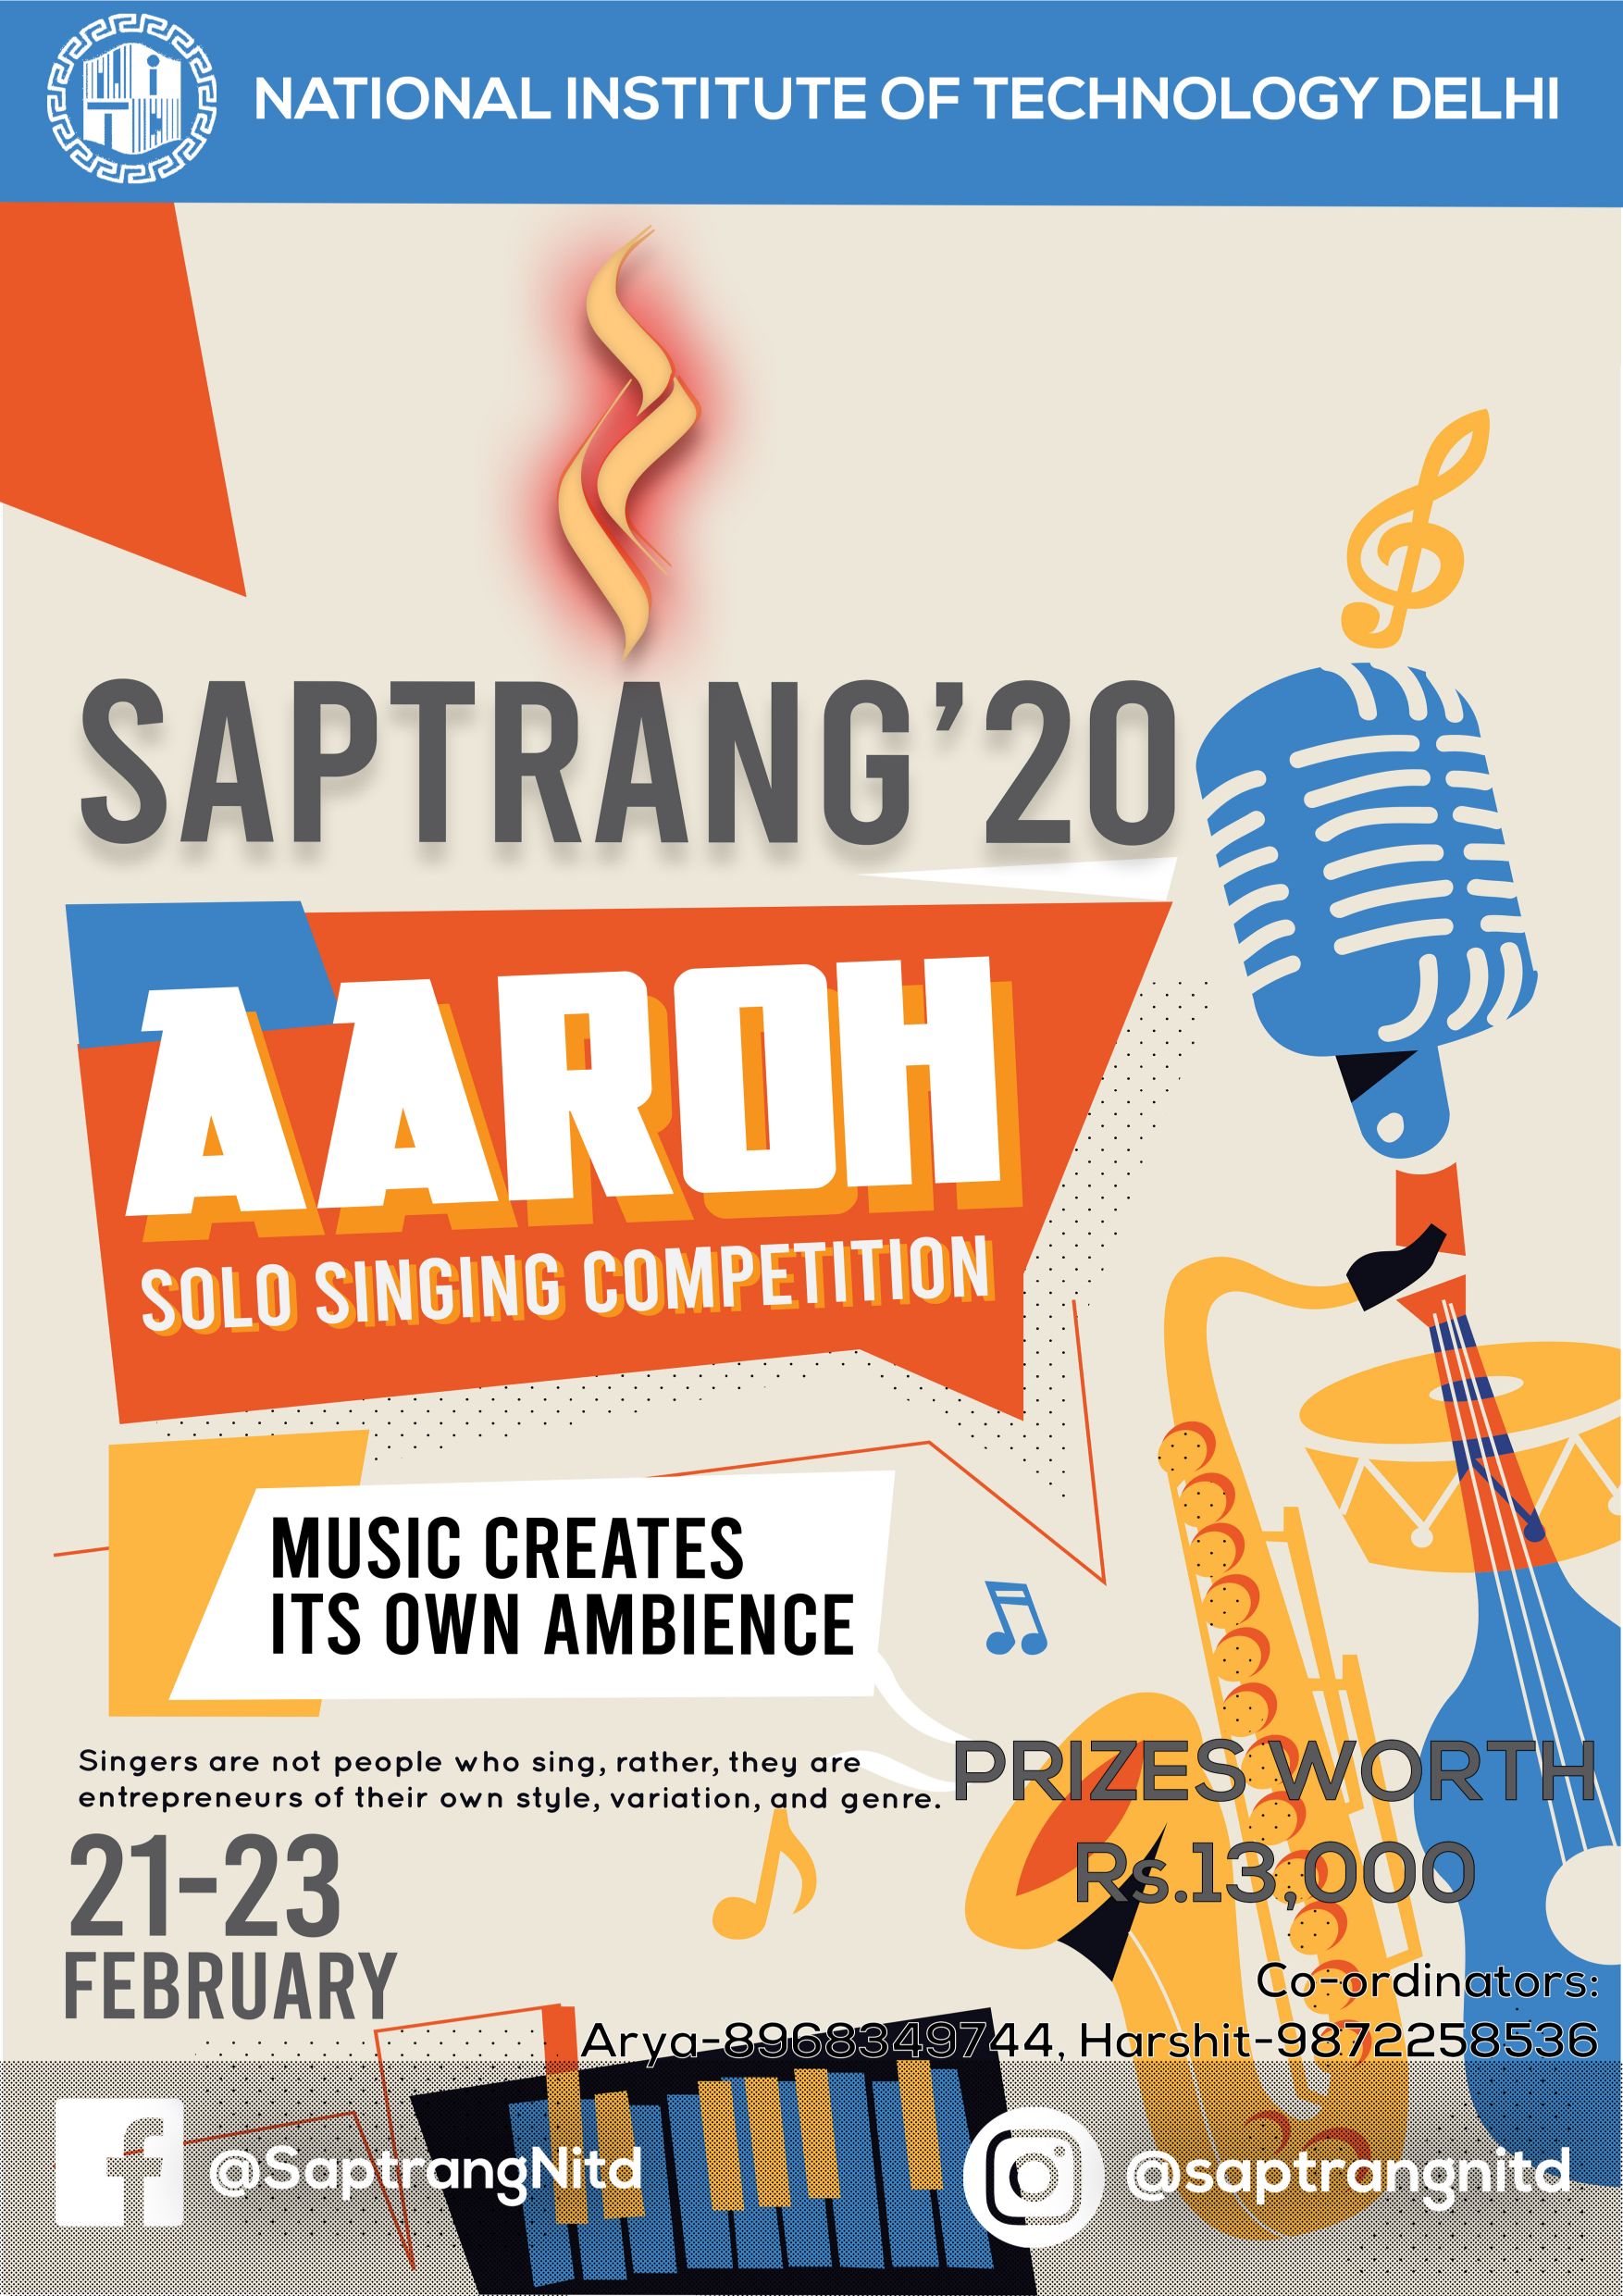 NATIONAL INSTITUTE OF TECHNOLOGY DELHI
SAPTRANG'20
AAROH
SOLO SINGING COMPETITION
MUSIC CREATES
ITS OWN AMBIENCE
Singers are not people who sing, rather, they are
entrepreneurs of their own style, variation, and genre.
PRIZES WORTH
Rs.13,000
21-23
FEBRUARY
Co-ordinators:
Arya-8968349744, Harshit-9872258536
@SaptrangNitd
@saptrangnitd